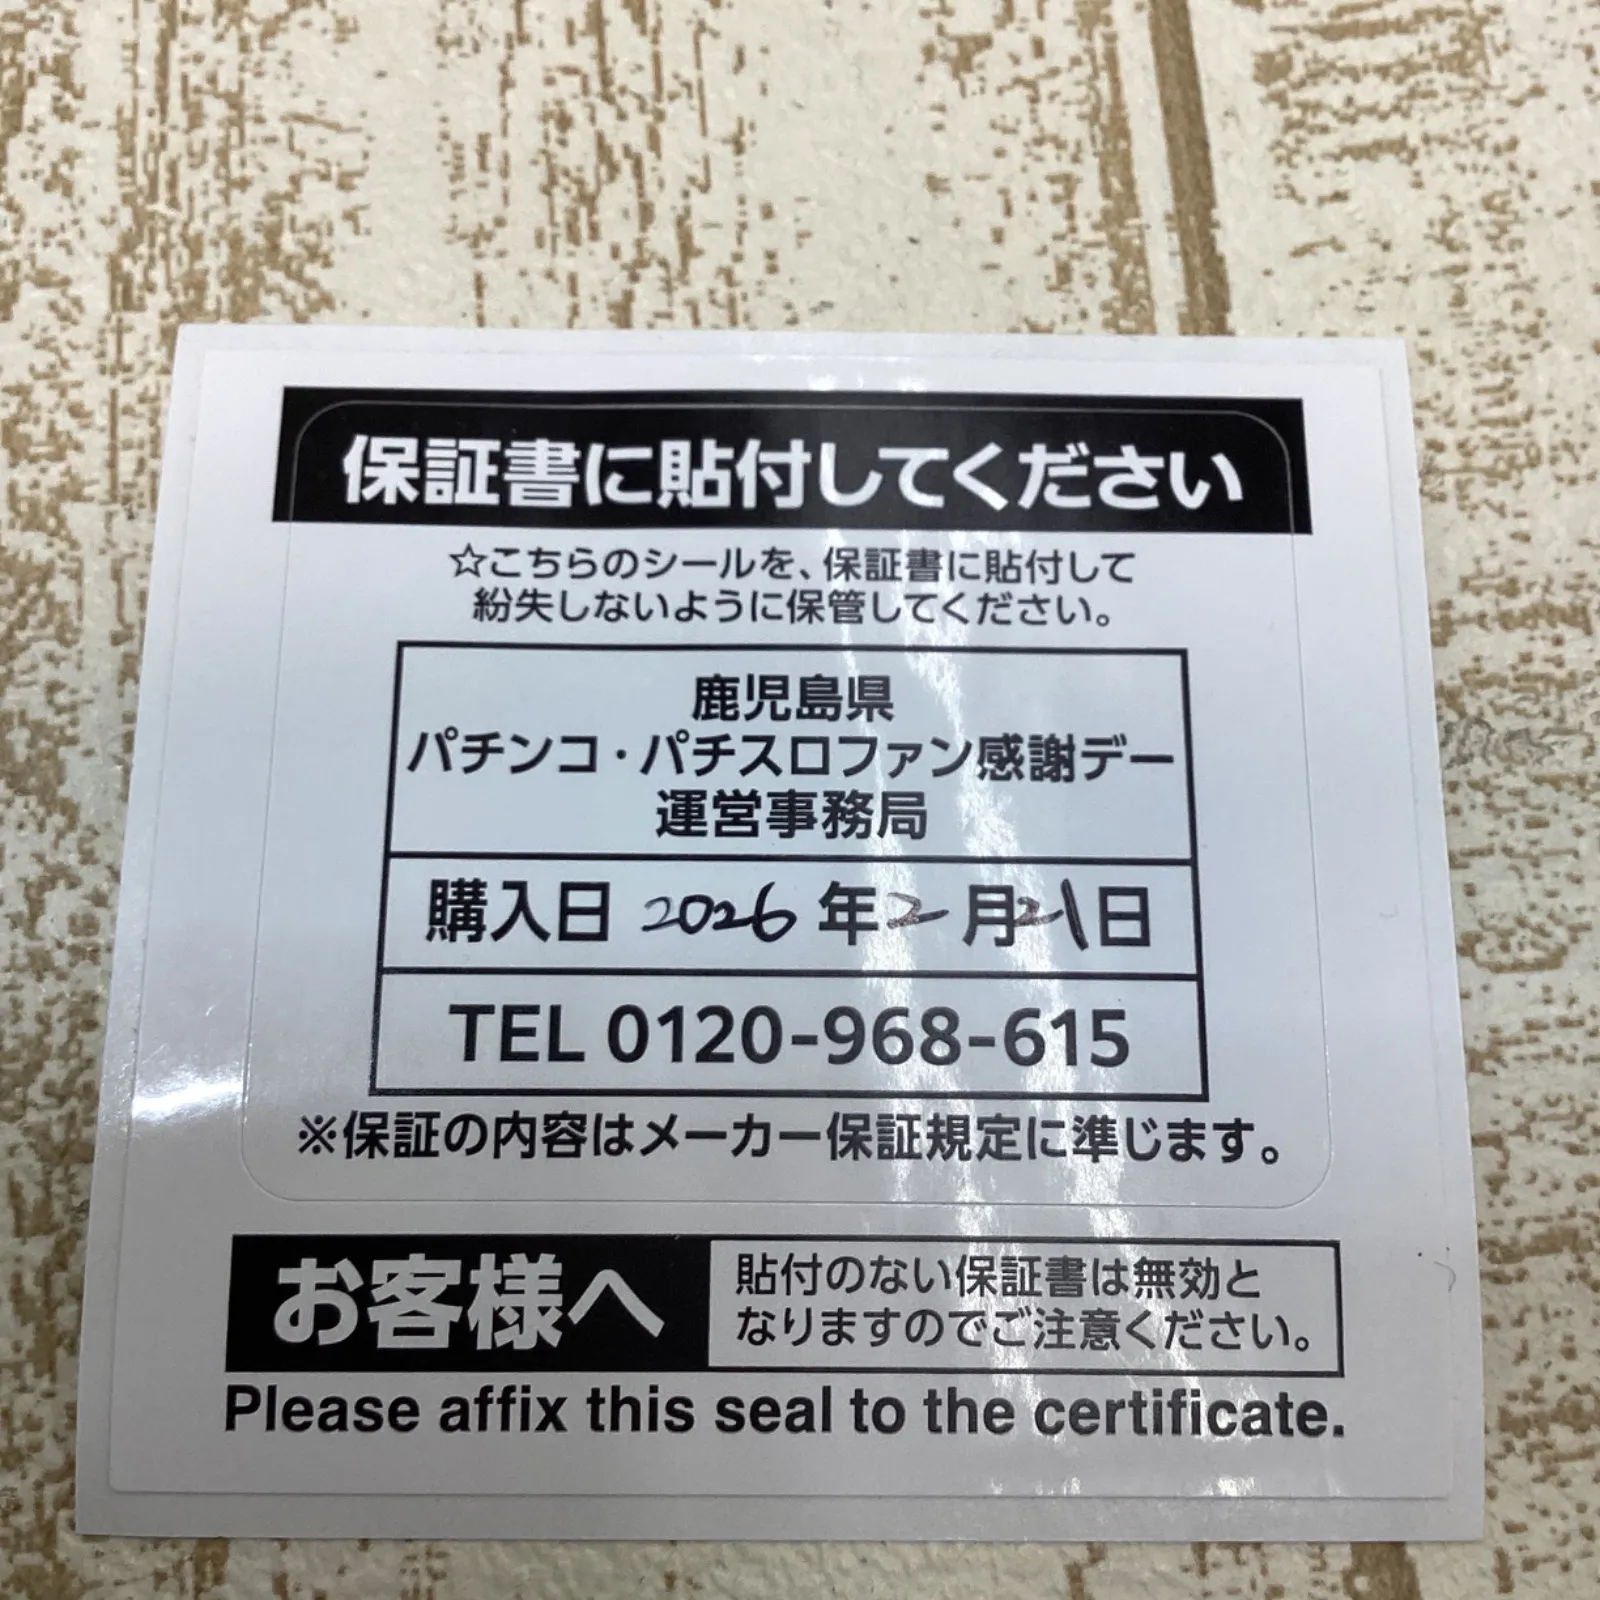 保証書に貼付してください
☆こちらのシールを、保証書に貼付して
紛失しないように保管してください。
鹿児島県
パチンコ・パチスロファン感謝デー
運営事務局
購入日 2026 年 2 月 21 日
TEL 0120-968-615
※保証の内容はメーカー保証規定に準じます。
お客様へ
貼付のない保証書は無効と
なりますのでご注意ください。
Please affix this seal to the certificate.